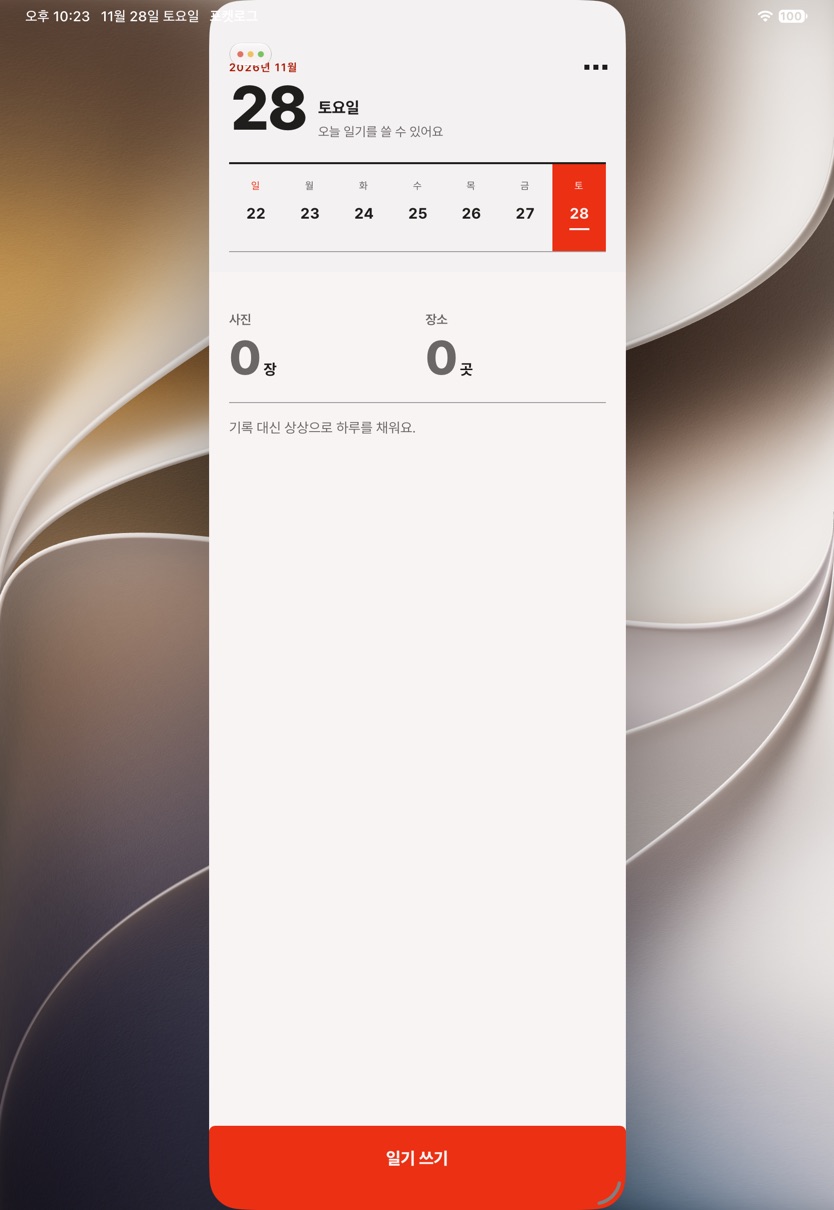 오후 10:23 11월 28일 토요일 포켓로그
100
2026년 11월
28
토요일
오늘 일기를 쓸 수 있어요
일 월 화 수 목 금 토
22 23 24 25 26 27 28
사진 장소
0장 0곳
기록 대신 상상으로 하루를 채워요.
일기 쓰기